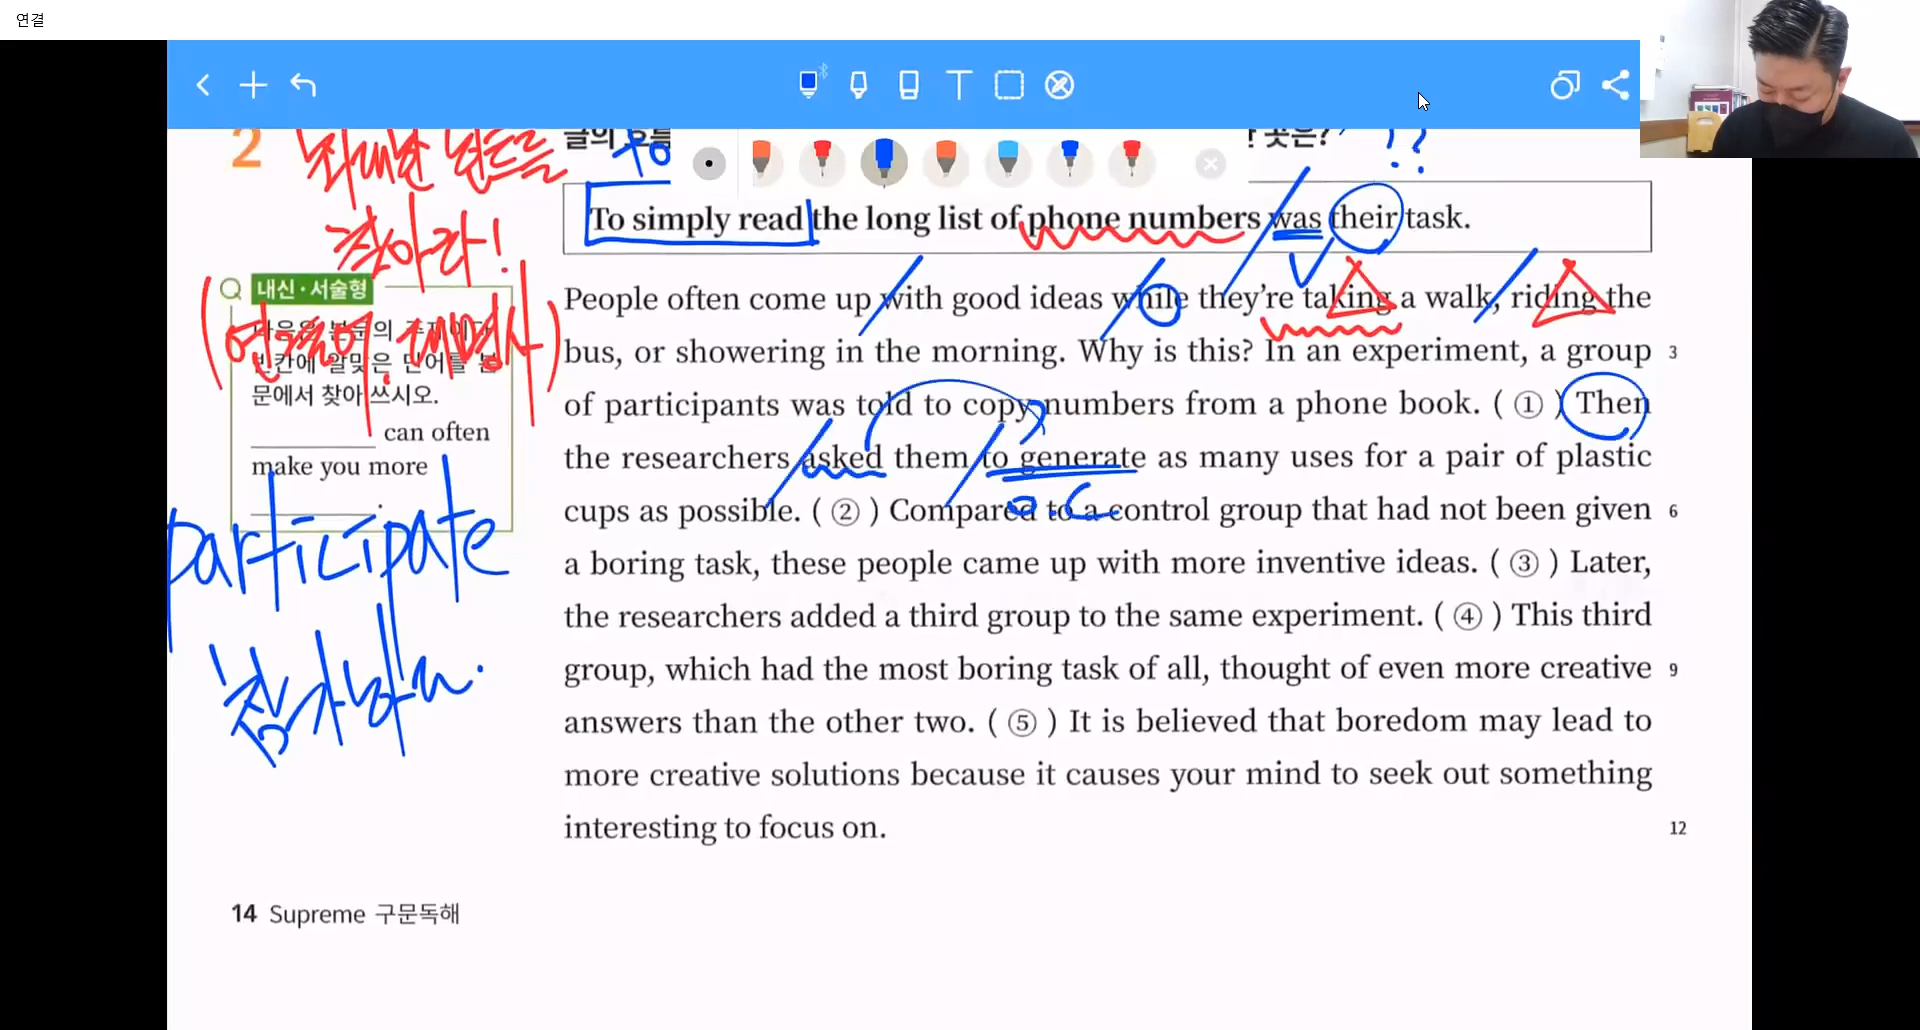 연결
2
글의 흐름
곳은?
??
to
찾아라!
To simply read the long list of phone numbers was their task.
내신·서술형
문에서 찾아 쓰시오.
can often
make you more
.
participate
참가하다.
People often come up with good ideas while they're taking a walk, riding the
bus, or showering in the morning. Why is this? In an experiment, a group 3
of participants was told to copy numbers from a phone book. ( ① ) Then
the researchers asked them to generate as many uses for a pair of plastic
O.C
cups as possible. ( ② ) Compared to a control group that had not been given 6
a boring task, these people came up with more inventive ideas. ( ③ ) Later,
the researchers added a third group to the same experiment. ( ④ ) This third
group, which had the most boring task of all, thought of even more creative 9
answers than the other two. ( ⑤ ) It is believed that boredom may lead to
more creative solutions because it causes your mind to seek out something
interesting to focus on. 12
14 Supreme 구문독해